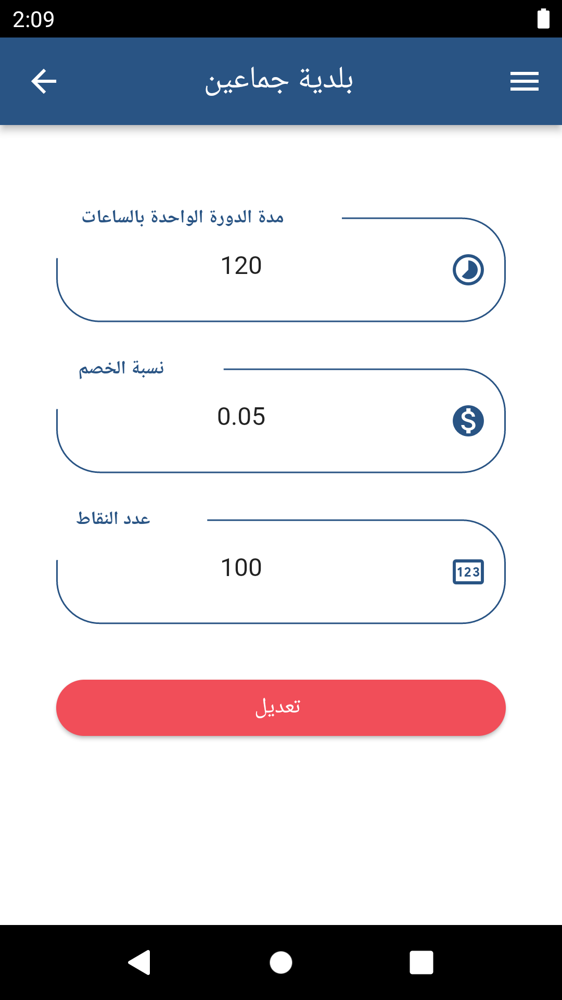 2:09
بلدية جماعين
مدة الدورة الواحدة بالساعات
120
نسبة الخصم
0.05
$
عدد النقاط
100
123
تعديل